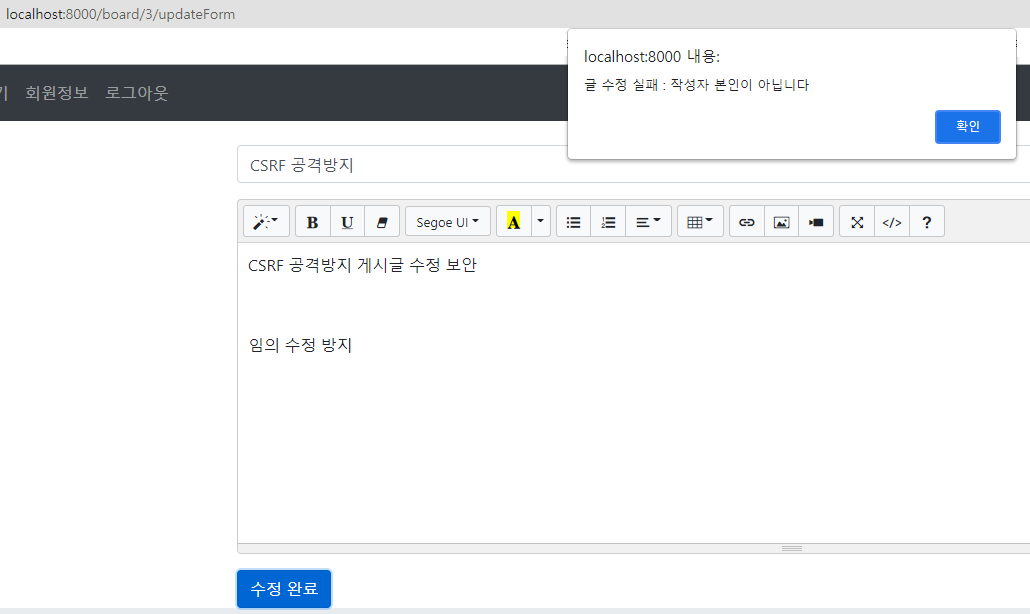 localhost:8000/board/3/updateForm
localhost:8000 내용:
글 수정 실패 : 작성자 본인이 아닙니다
확인
회원정보 로그아웃
CSRF 공격방지
B U Segoe UI A </> ?
CSRF 공격방지 게시글 수정 보안
임의 수정 방지
수정 완료